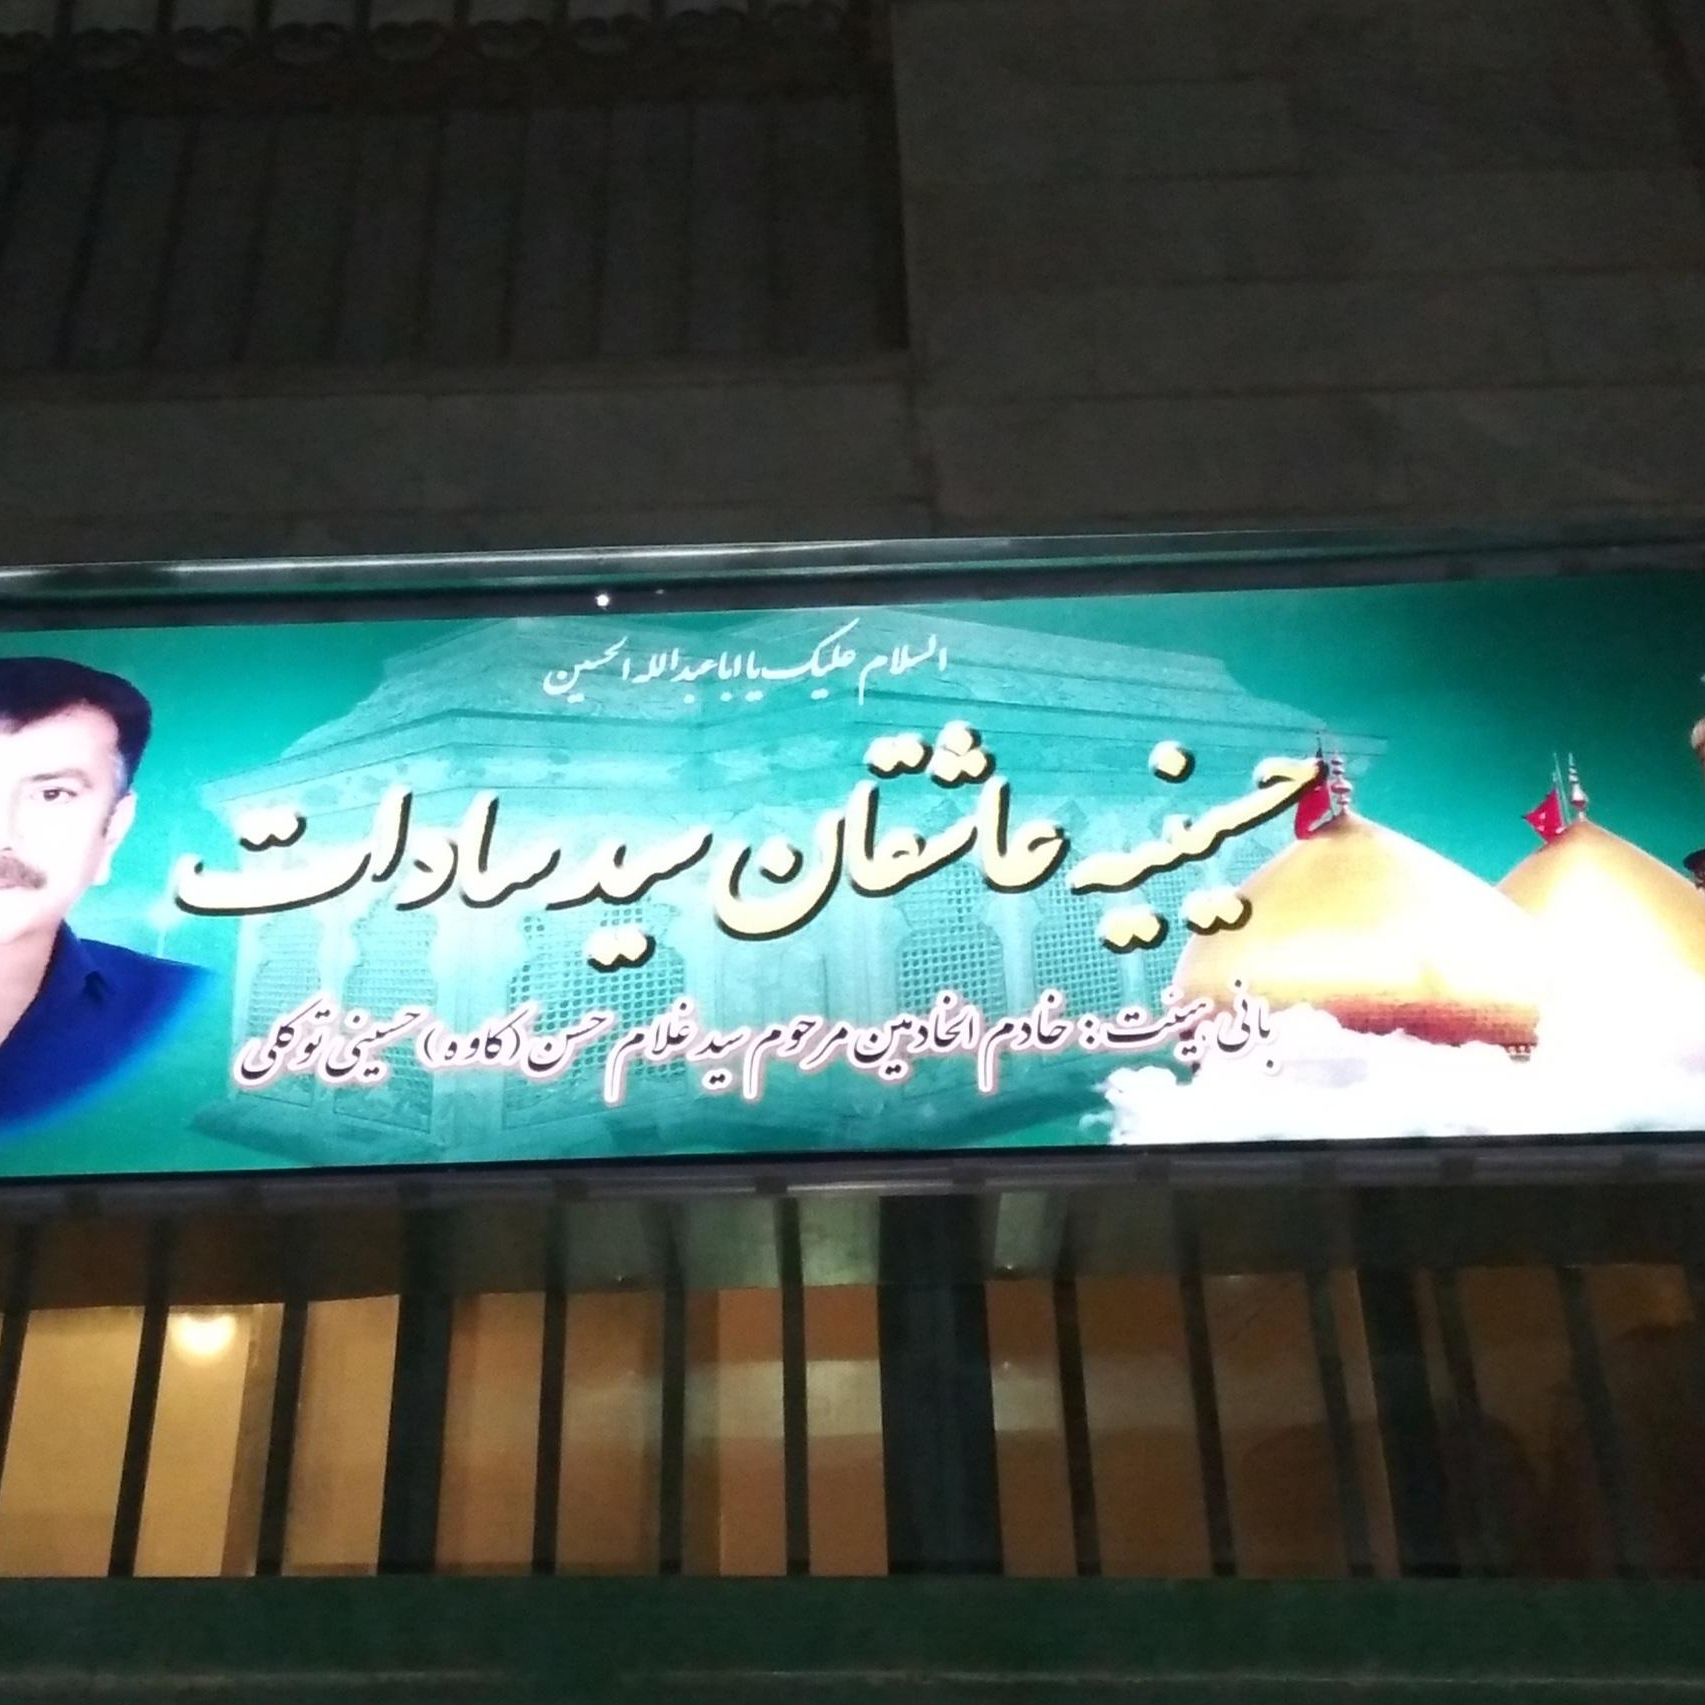 السلام علیک یا اباعبدالله الحسین
حسینیه عاشقان سید سادات
بانی هیئت : خادم الخادمین مرحوم سید غلام حسن (کاوه) حسینی توکلی